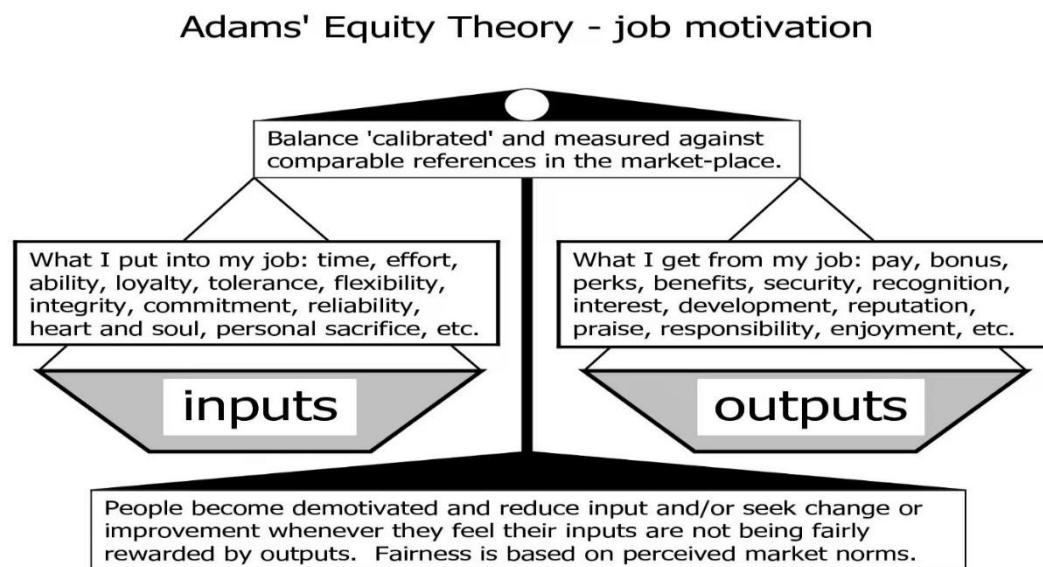 Adams' Equity Theory - job motivation
Balance 'calibrated' and measured against
comparable references in the market-place.
What I put into my job: time, effort,
ability, loyalty, tolerance, flexibility,
integrity, commitment, reliability,
heart and soul, personal sacrifice, etc.
What I get from my job: pay, bonus,
perks, benefits, security, recognition,
interest, development, reputation,
praise, responsibility, enjoyment, etc.
inputs
outputs
People become demotivated and reduce input and/or seek change or
improvement whenever they feel their inputs are not being fairly
rewarded by outputs.  Fairness is based on perceived market norms.